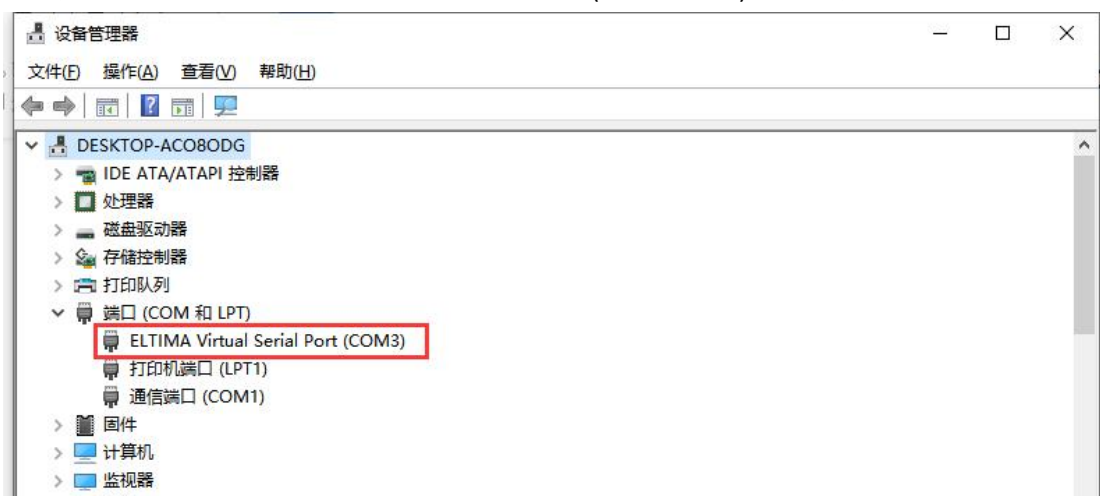 设备管理器
文件(F) 操作(A) 查看(V) 帮助(H)
DESKTOP-ACO8ODG
IDE ATA/ATAPI 控制器
处理器
磁盘驱动器
存储控制器
打印队列
端口 (COM 和 LPT)
ELTIMA Virtual Serial Port (COM3)
打印机端口 (LPT1)
通信端口 (COM1)
固件
计算机
监视器